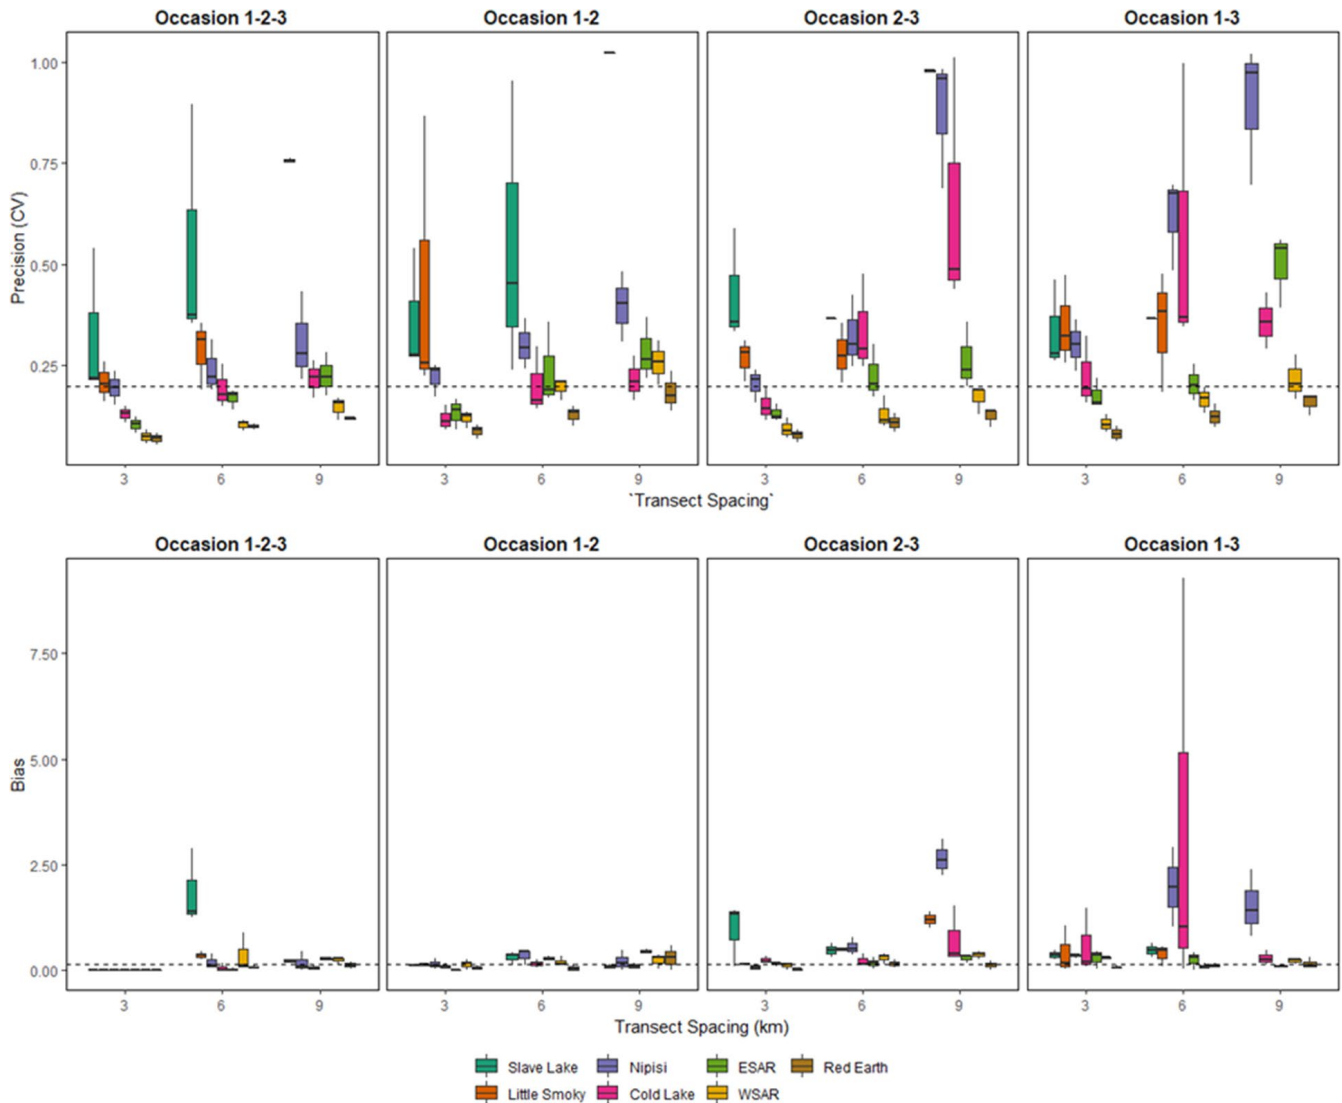 Occasion 1-2-3 Occasion 1-2 Occasion 2-3 Occasion 1-3
1.00
0.75
0.50
0.25
Precision (CV)
3 6 9 3 6 9 3 6 9 3 6 9
`Transect Spacing`
Occasion 1-2-3 Occasion 1-2 Occasion 2-3 Occasion 1-3
7.50
5.00
2.50
0.00
Bias
3 6 9 3 6 9 3 6 9 3 6 9
Transect Spacing (km)
Slave Lake Nipisi ESAR Red Earth
Little Smoky Cold Lake WSAR